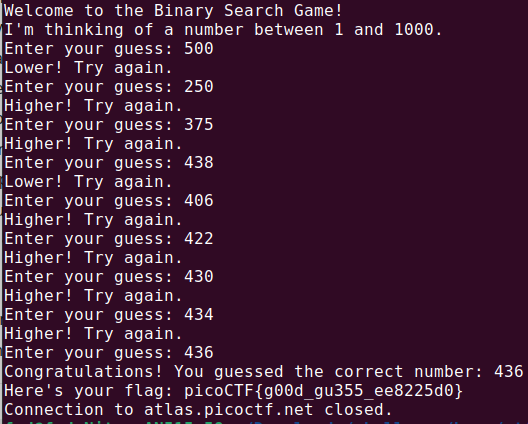 Welcome to the Binary Search Game!
I'm thinking of a number between 1 and 1000.
Enter your guess: 500
Lower! Try again.
Enter your guess: 250
Higher! Try again.
Enter your guess: 375
Higher! Try again.
Enter your guess: 438
Lower! Try again.
Enter your guess: 406
Higher! Try again.
Enter your guess: 422
Higher! Try again.
Enter your guess: 430
Higher! Try again.
Enter your guess: 434
Higher! Try again.
Enter your guess: 436
Congratulations! You guessed the correct number: 436
Here's your flag: picoCTF{g00d_gu355_ee8225d0}
Connection to atlas.picoctf.net closed.